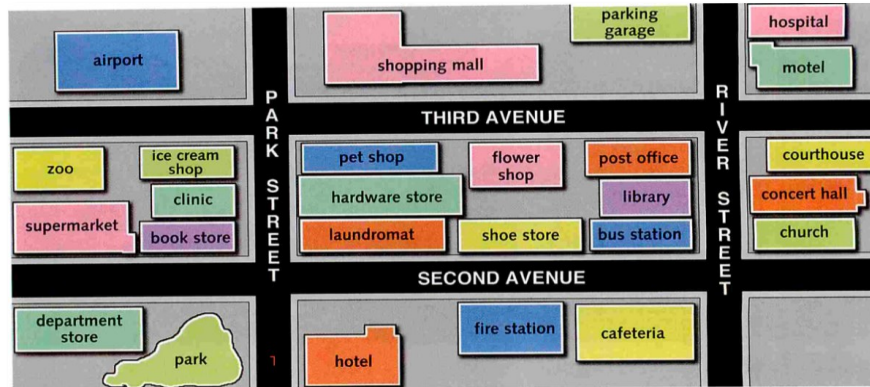 airport
shopping mall
parking
garage
hospital
motel
PARK STREET
THIRD AVENUE
RIVER STREET
zoo
ice cream
shop
clinic
supermarket
book store
pet shop
hardware store
laundromat
flower
shop
shoe store
post office
library
bus station
courthouse
concert hall
church
SECOND AVENUE
department
store
park
hotel
fire station
cafeteria